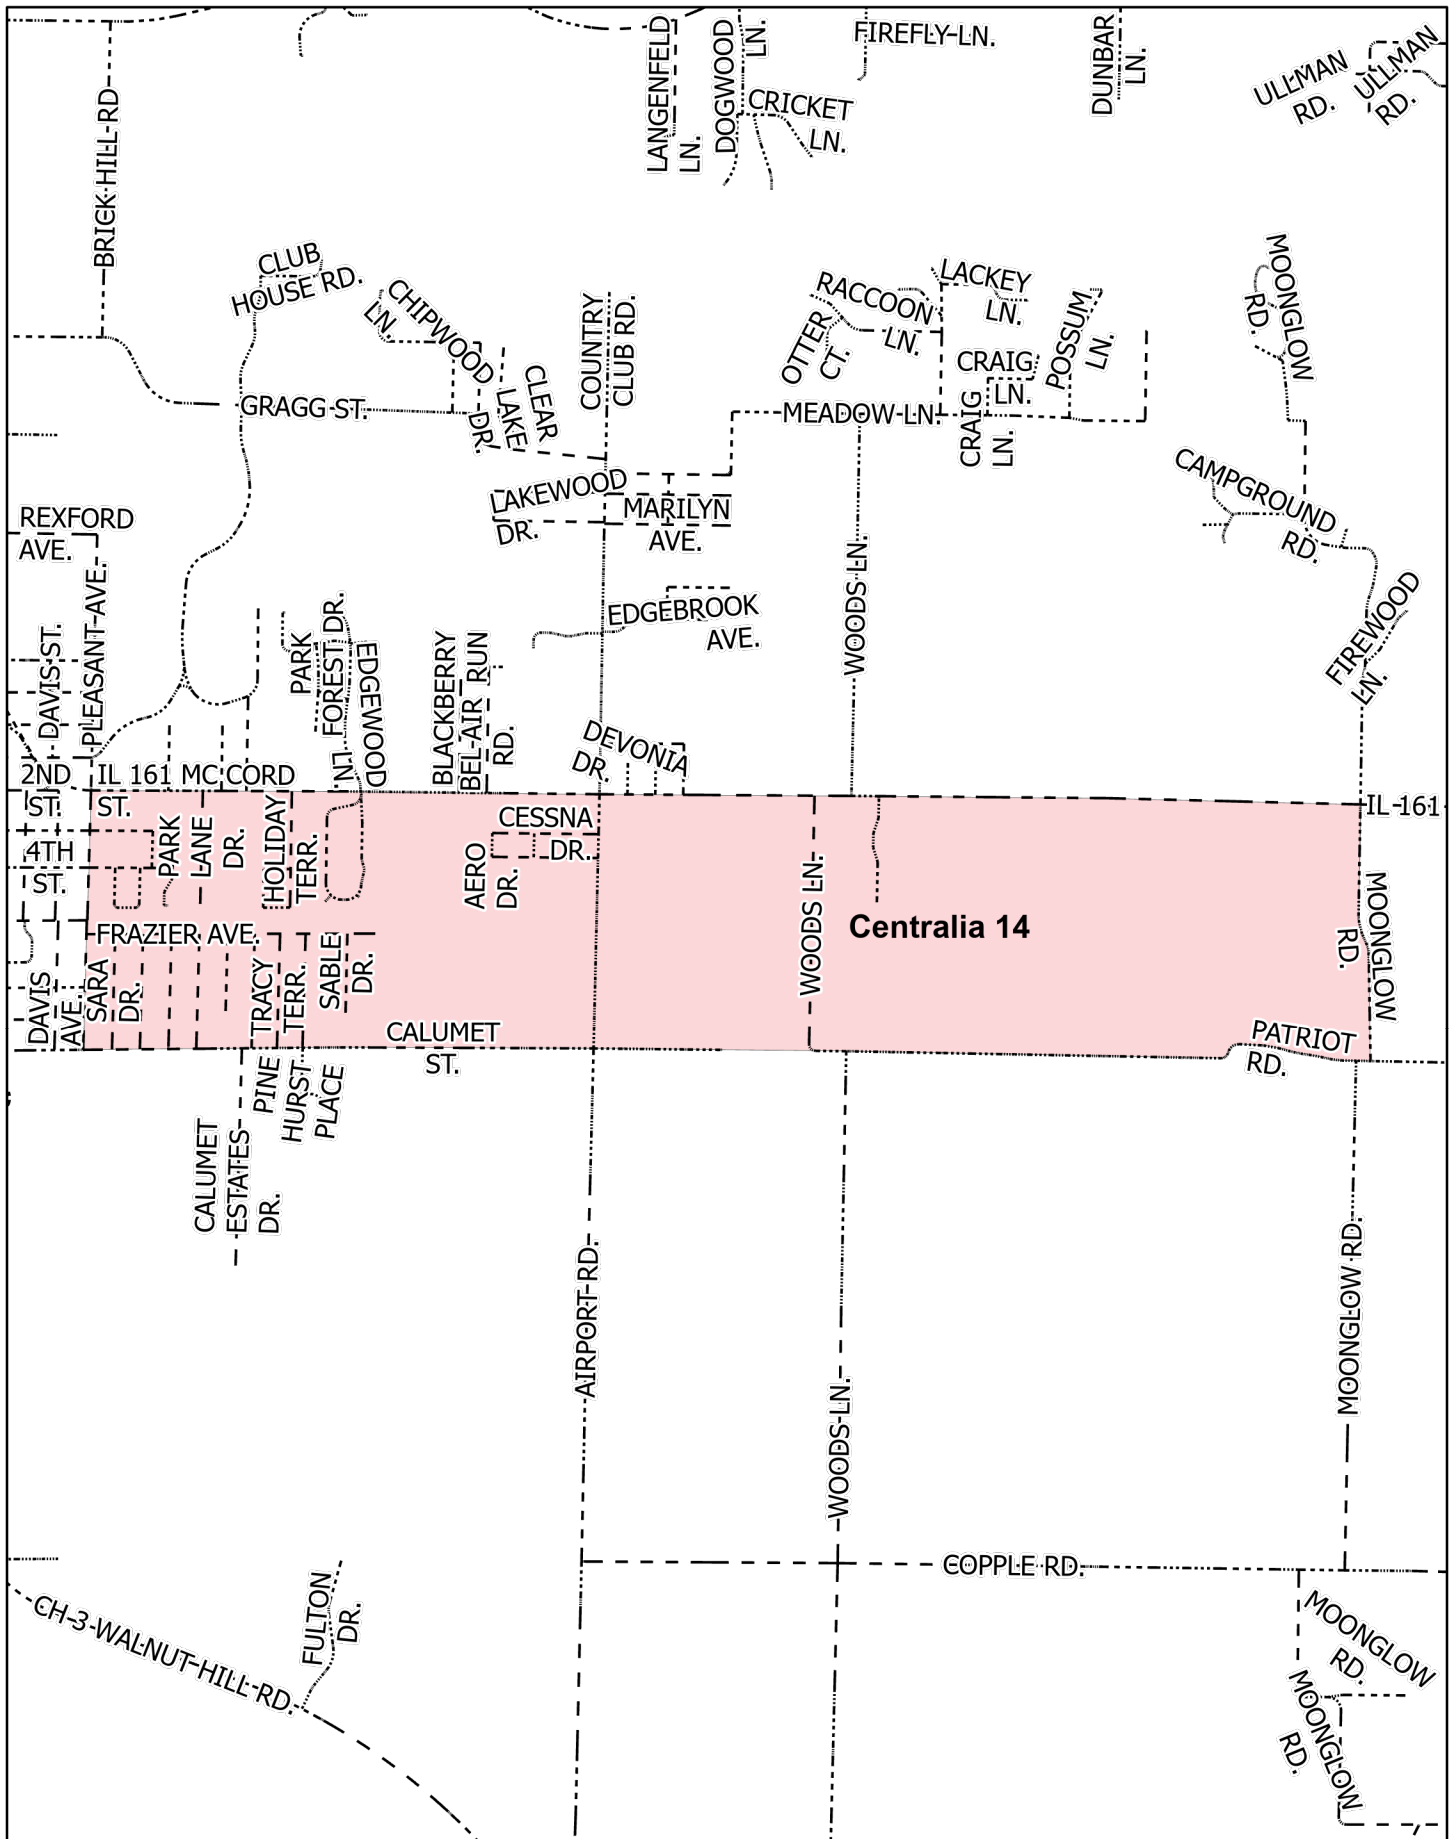 LANGENFELD
LN.
DOGWOOD
LN.
CRICKET
LN.
FIREFLY LN.
DUNBAR
LN.
ULLMAN
RD.
ULLMAN
RD.
BRICK HILL RD
CLUB
HOUSE RD.
CHIPWOOD
LN.
COUNTRY
CLUB RD.
RACCOON
LN.
LACKEY
LN.
OTTER
CT.
CRAIG
LN.
POSSUM
LN.
MOONGLOW
RD.
GRAGG ST.
DR.
CLEAR
LAKE
MEADOW LN.
CRAIG
LN.
LAKEWOOD
DR.
MARILYN
AVE.
CAMPGROUND
RD.
REXFORD
AVE.
PLEASANT AVE.
DAVIS ST.
PARK
FOREST DR.
EDGEWOOD
LN.
BLACKBERRY
RUN
BEL-AIR
RD.
EDGEBROOK
AVE.
WOODS LN.
FIREWOOD
LN.
DEVONIA
DR.
2ND
ST.
IL 161 MC CORD
ST.
IL 161
4TH
ST.
PARK
LANE
DR.
HOLIDAY
TERR.
CESSNA
DR.
AERO
DR.
WOODS LN.
Centralia 14
MOONGLOW
RD.
FRAZIER AVE.
DAVIS
AVE.
SARA
DR.
TRACY
TERR.
SABLE
DR.
CALUMET
ST.
PATRIOT
RD.
PINE
HURST
PLACE
CALUMET
ESTATES
DR.
AIRPORT RD.
WOODS LN.
MOONGLOW RD.
COPPLE RD.
CH 3 WALNUT HILL RD.
FULTON
DR.
MOONGLOW
RD.
MOONGLOW
RD.